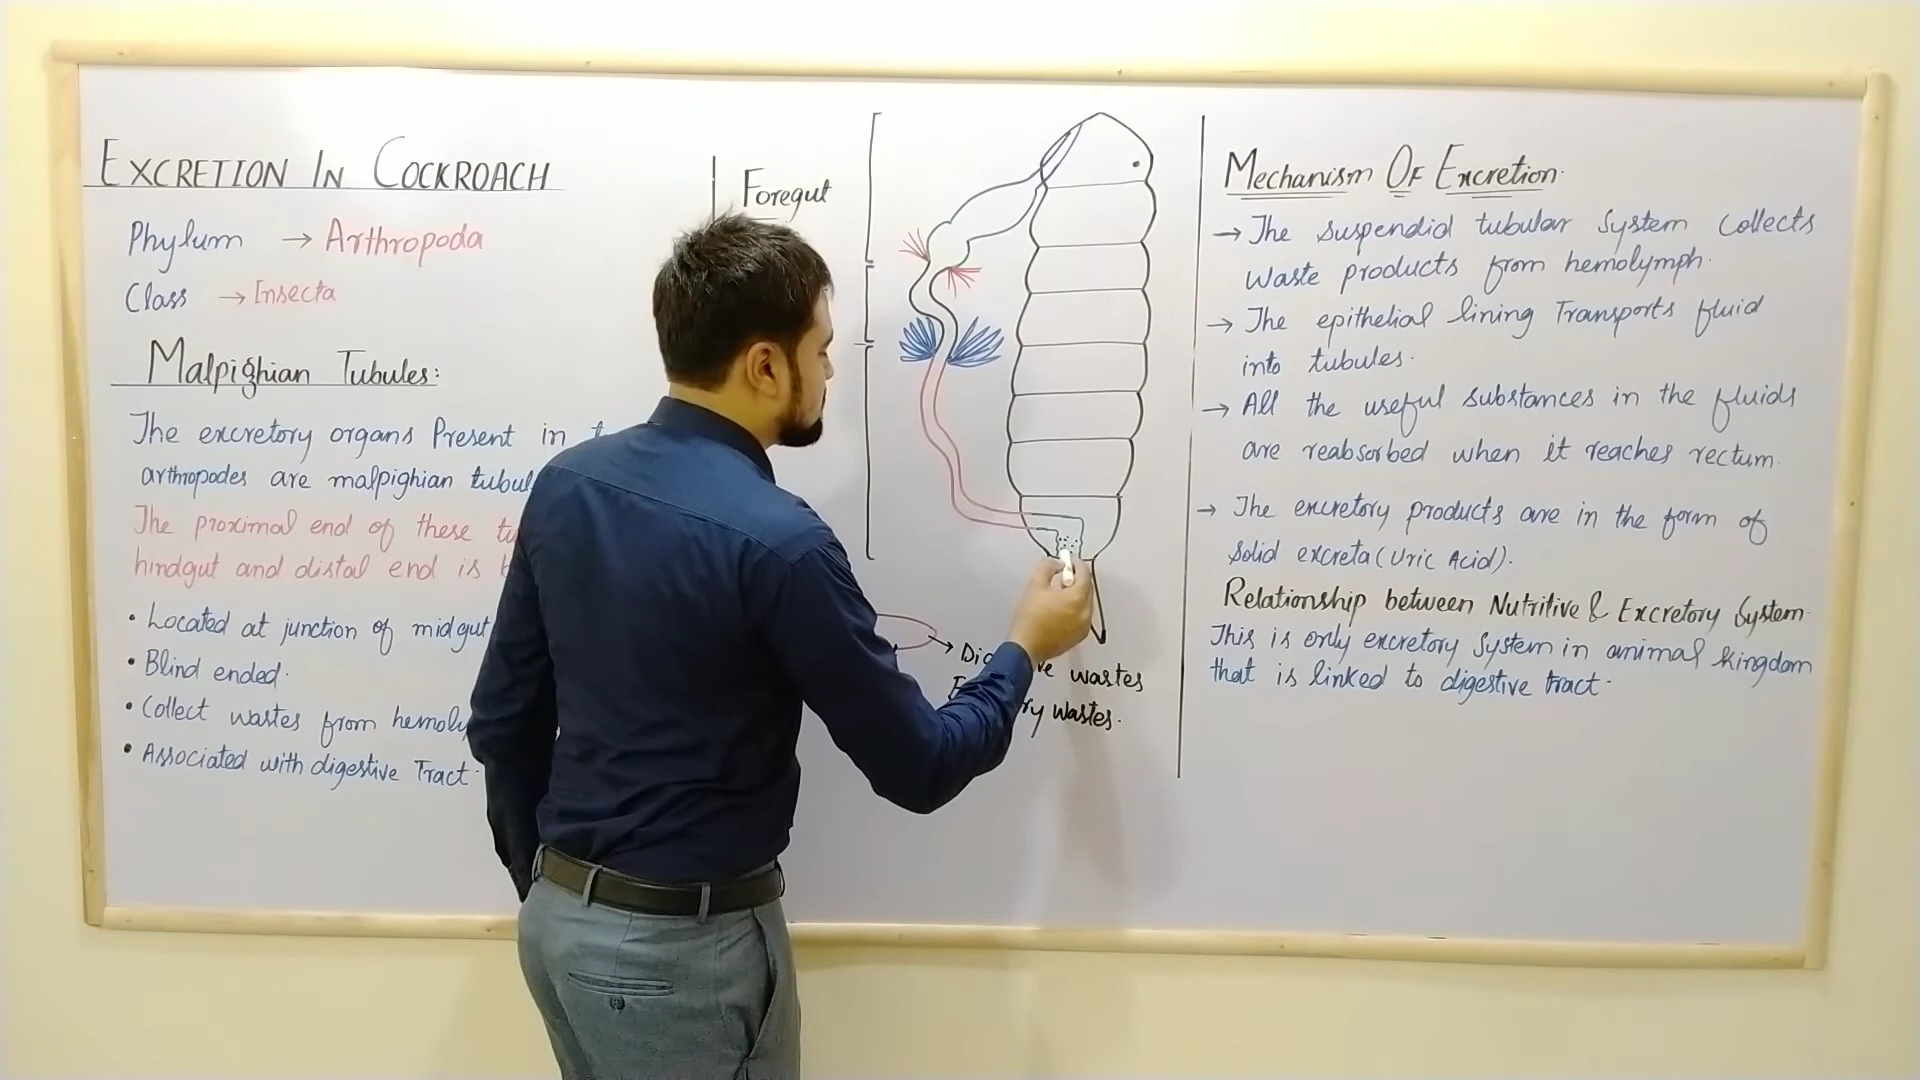 EXCRETION IN COCKROACH
Phylum → Arthropoda
Class → Insecta
Malpighian Tubules:
The excretory organs Present in
arthropodes are malpighian
The proximal end of these
hindgut and distal end is
• Located at junction of midgut
• Blind ended.
• Collect wastes from
• Associated with digestive Tract.
Foregut
wastes
wastes.
Mechanism Of Excretion.
→ The suspendid tubular system collects
waste products from hemolymph.
→ The epithelial lining Transports fluid
into tubules.
→ All the useful substances in the fluids
are reabsorbed when it reaches rectum.
→ The excretory products are in the form of
Solid excreta (Uric Acid).
Relationship between Nutritive & Excretory System.
This is only excretory System in animal kingdom
that is linked to digestive tract.